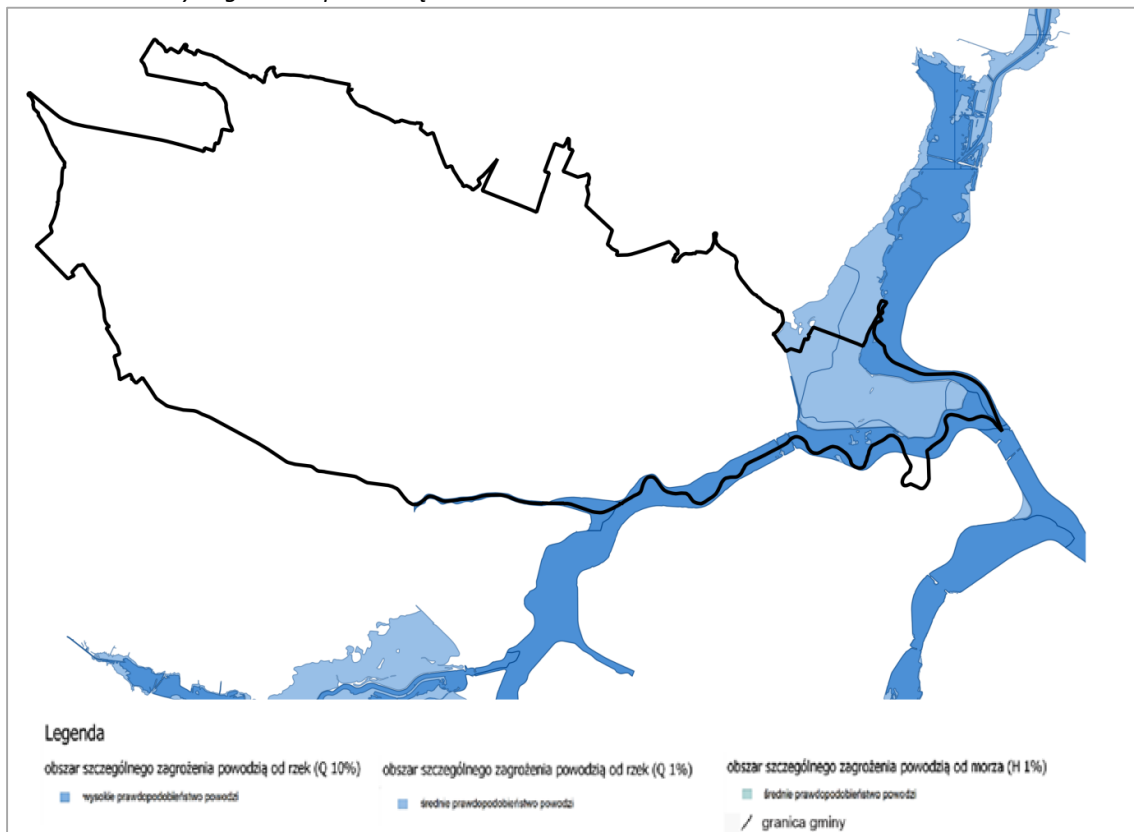 Legenda
obszar szczególnego zagrożenia powodzią od rzek (Q 10%)
wysokie prawdopodobieństwo powodzi
obszar szczególnego zagrożenia powodzią od rzek (Q 1%)
średnie prawdopodobieństwo powodzi
obszar szczególnego zagrożenia powodzią od morza (H 1%)
średnie prawdopodobieństwo powodzi
granica gminy